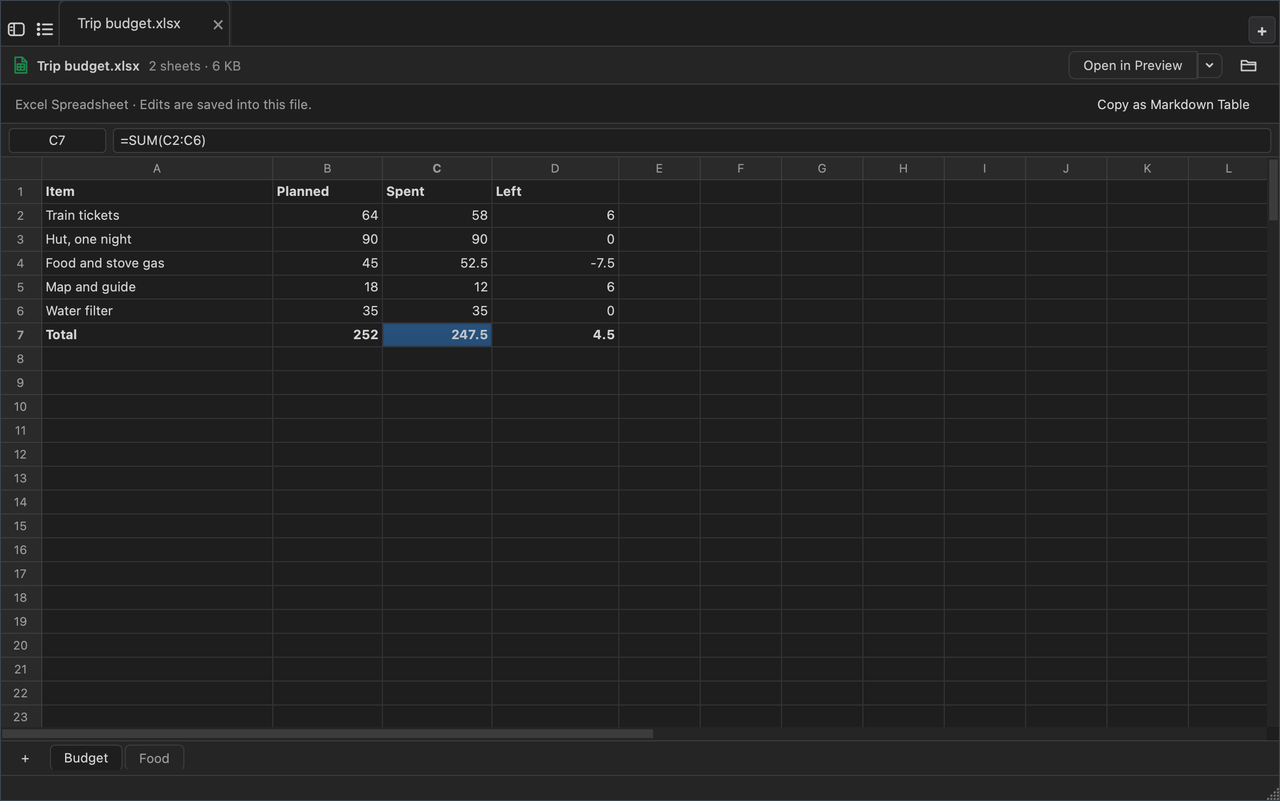 Trip budget.xlsx
Trip budget.xlsx 2 sheets · 6 KB Open in Preview
Excel Spreadsheet · Edits are saved into this file. Copy as Markdown Table
C7 =SUM(C2:C6)
A B C D E F G H I J K L
1 Item Planned Spent Left
2 Train tickets 64 58 6
3 Hut, one night 90 90 0
4 Food and stove gas 45 52.5 -7.5
5 Map and guide 18 12 6
6 Water filter 35 35 0
7 Total 252 247.5 4.5
8
9
10
11
12
13
14
15
16
17
18
19
20
21
22
23
+ Budget Food